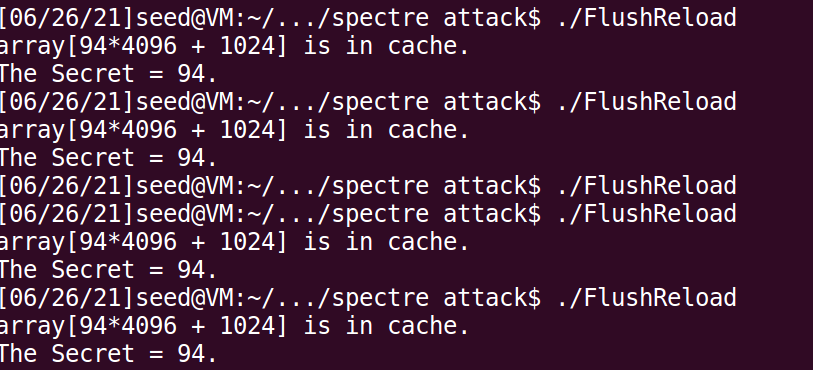 [06/26/21]seed@VM:~/.../spectre attack$ ./FlushReload
array[94*4096 + 1024] is in cache.
The Secret = 94.
[06/26/21]seed@VM:~/.../spectre attack$ ./FlushReload
array[94*4096 + 1024] is in cache.
The Secret = 94.
[06/26/21]seed@VM:~/.../spectre attack$ ./FlushReload
[06/26/21]seed@VM:~/.../spectre attack$ ./FlushReload
array[94*4096 + 1024] is in cache.
The Secret = 94.
[06/26/21]seed@VM:~/.../spectre attack$ ./FlushReload
array[94*4096 + 1024] is in cache.
The Secret = 94.